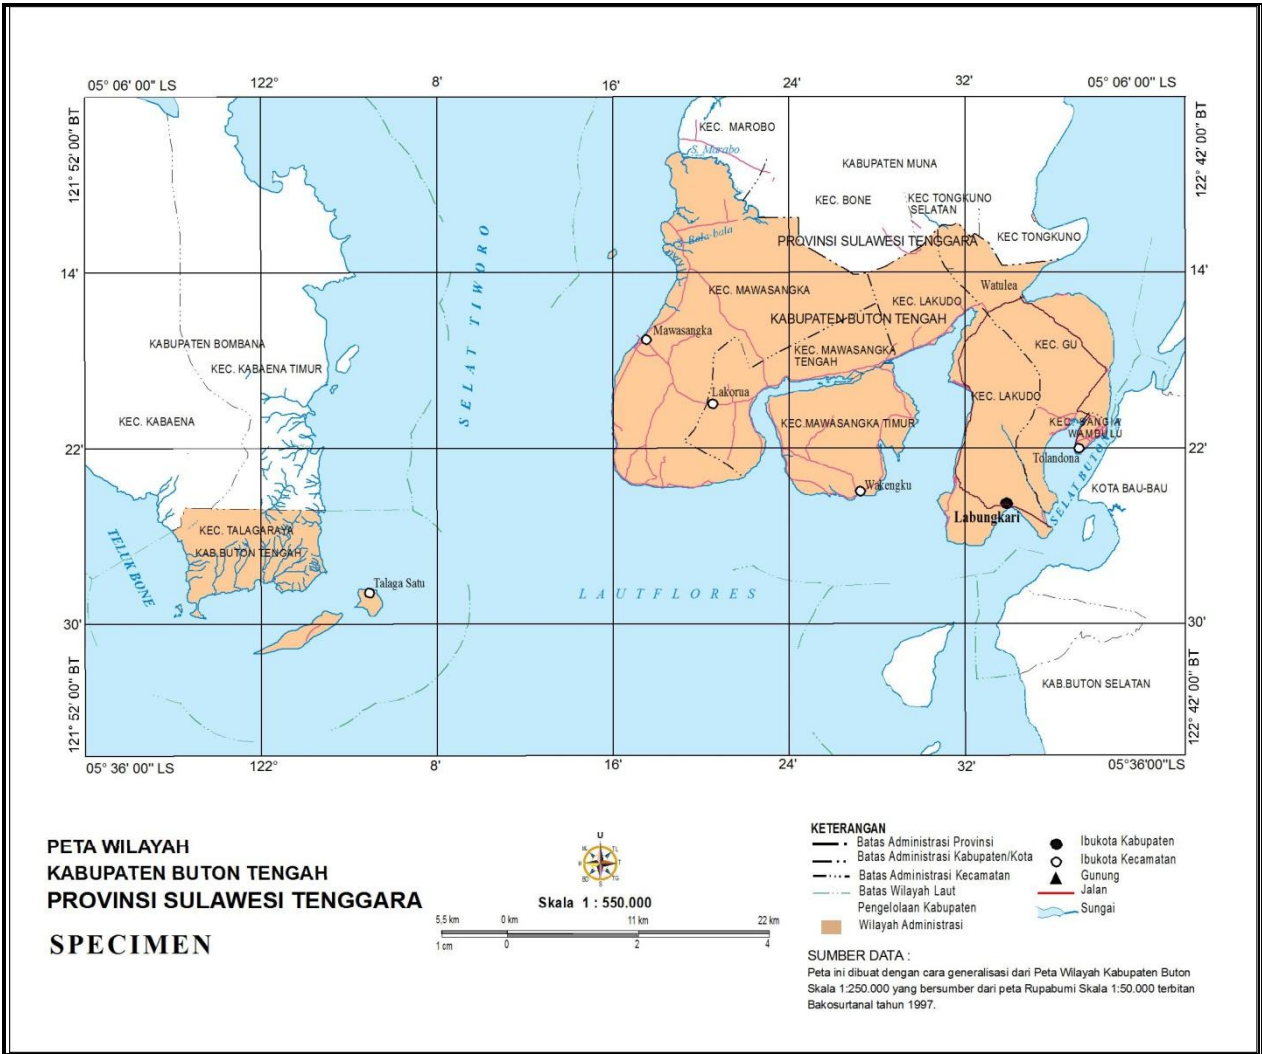 05° 06' 00" LS
122°
8'
16'
24'
32'
05° 06' 00" LS
121° 52' 00" BT
122° 42' 00" BT
KEC. MAROBO
S. Marabo
KABUPATEN MUNA
KEC. BONE
KEC TONGKUNO
SELATAN
KEC TONGKUNO
PROVINSI SULAWESI TENGGARA
S. Bala-bala
14'
14'
SELAT TIWORO
KEC. MAWASANGKA
KEC. LAKUDO
Watulea
KABUPATEN BUTON TENGAH
Mawasangka
KABUPATEN BOMBANA
KEC. KABAENA TIMUR
KEC. MAWASANGKA
TENGAH
KEC. GU
Lakorua
KEC. LAKUDO
KEC. KABAENA
KEC.MAWASANGKA TIMUR
KEC. SANGIA
WAMBULU
22'
22'
Tolandona
SELAT BUTON
Wakengku
KOTA BAU-BAU
Labungkari
KEC. TALAGARAYA
KAB.BUTON TENGAH
TELUK BONE
Talaga Satu
LAUTFLORES
30'
30'
KAB.BUTON SELATAN
121° 52' 00" BT
122° 42' 00" BT
05° 36' 00" LS
122°
8'
16'
24'
32'
05°36'00"LS
PETA WILAYAH
KABUPATEN BUTON TENGAH
PROVINSI SULAWESI TENGGARA
SPECIMEN
U
T
S
Skala 1 : 550.000
5,5 km 0 km 11 km 22 km
1 cm 0 2 4
KETERANGAN
Batas Administrasi Provinsi
Batas Administrasi Kabupaten/Kota
Batas Administrasi Kecamatan
Batas Wilayah Laut
Pengelolaan Kabupaten
Wilayah Administrasi
Ibukota Kabupaten
Ibukota Kecamatan
Gunung
Jalan
Sungai
SUMBER DATA :
Peta ini dibuat dengan cara generalisasi dari Peta Wilayah Kabupaten Buton
Skala 1:250.000 yang bersumber dari peta Rupabumi Skala 1:50.000 terbitan
Bakosurtanal tahun 1997.